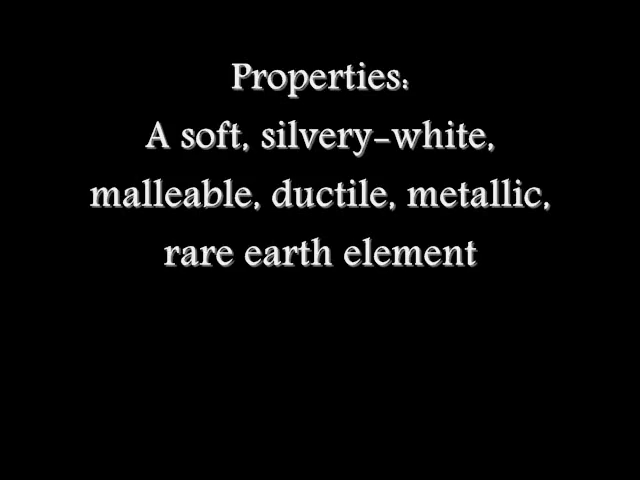 Properties:
A soft, silvery-white,
malleable, ductile, metallic,
rare earth element